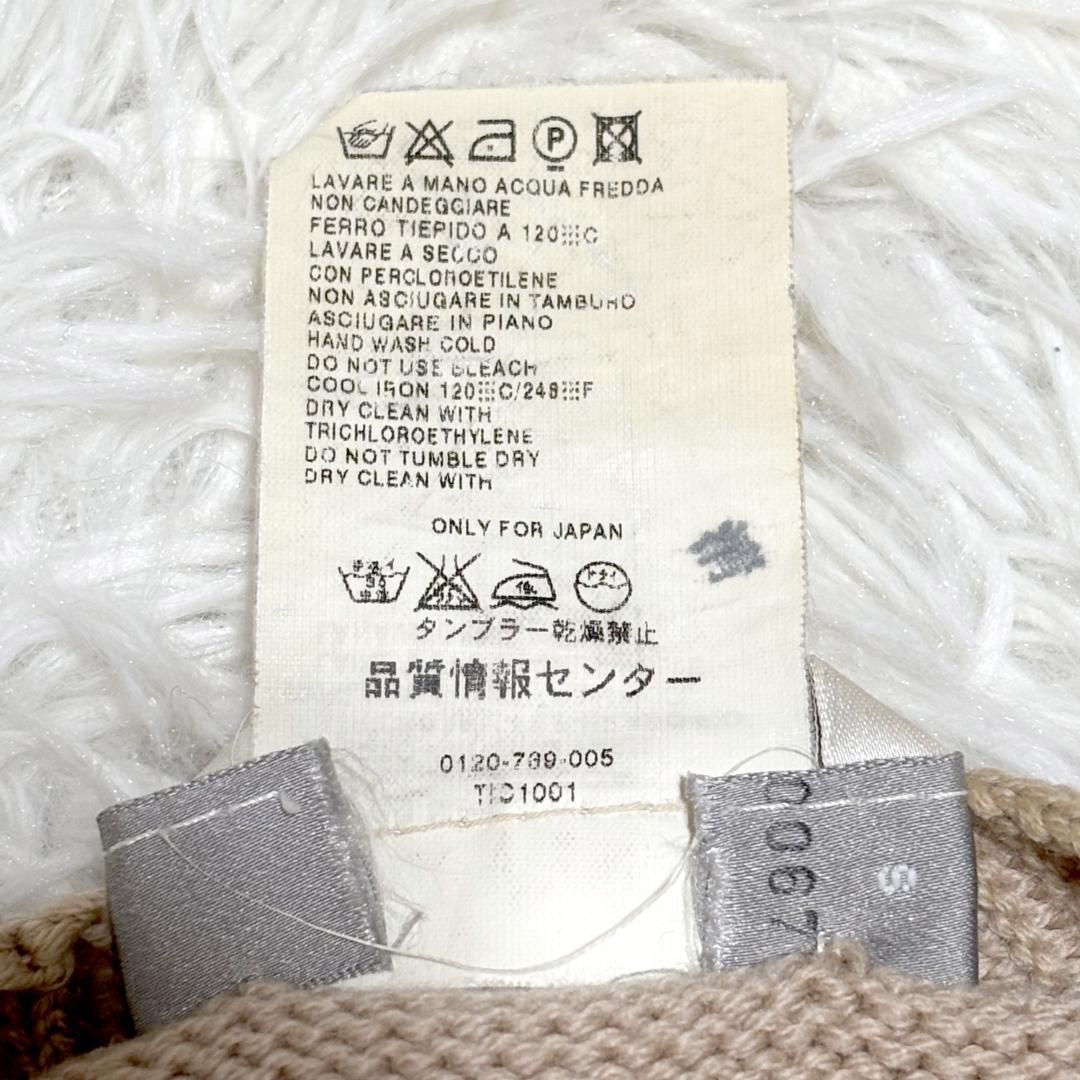 P
LAVARE A MANO ACQUA FREDDA
NON CANDEGGIARE
FERRO TIEPIDO A 120 C
LAVARE A SECCO
CON PERCLOROETILENE
NON ASCIUGARE IN TAMBURO
ASCIUGARE IN PIANO
HAND WASH COLD
DO NOT USE BLEACH
COOL IRON 120 C/248 F
DRY CLEAN WITH
TRICHLOROETHYLENE
DO NOT TUMBLE DRY
DRY CLEAN WITH
ONLY FOR JAPAN
タンブラー乾燥禁止
品質情報センター
0120-789-005
TIC1001
S